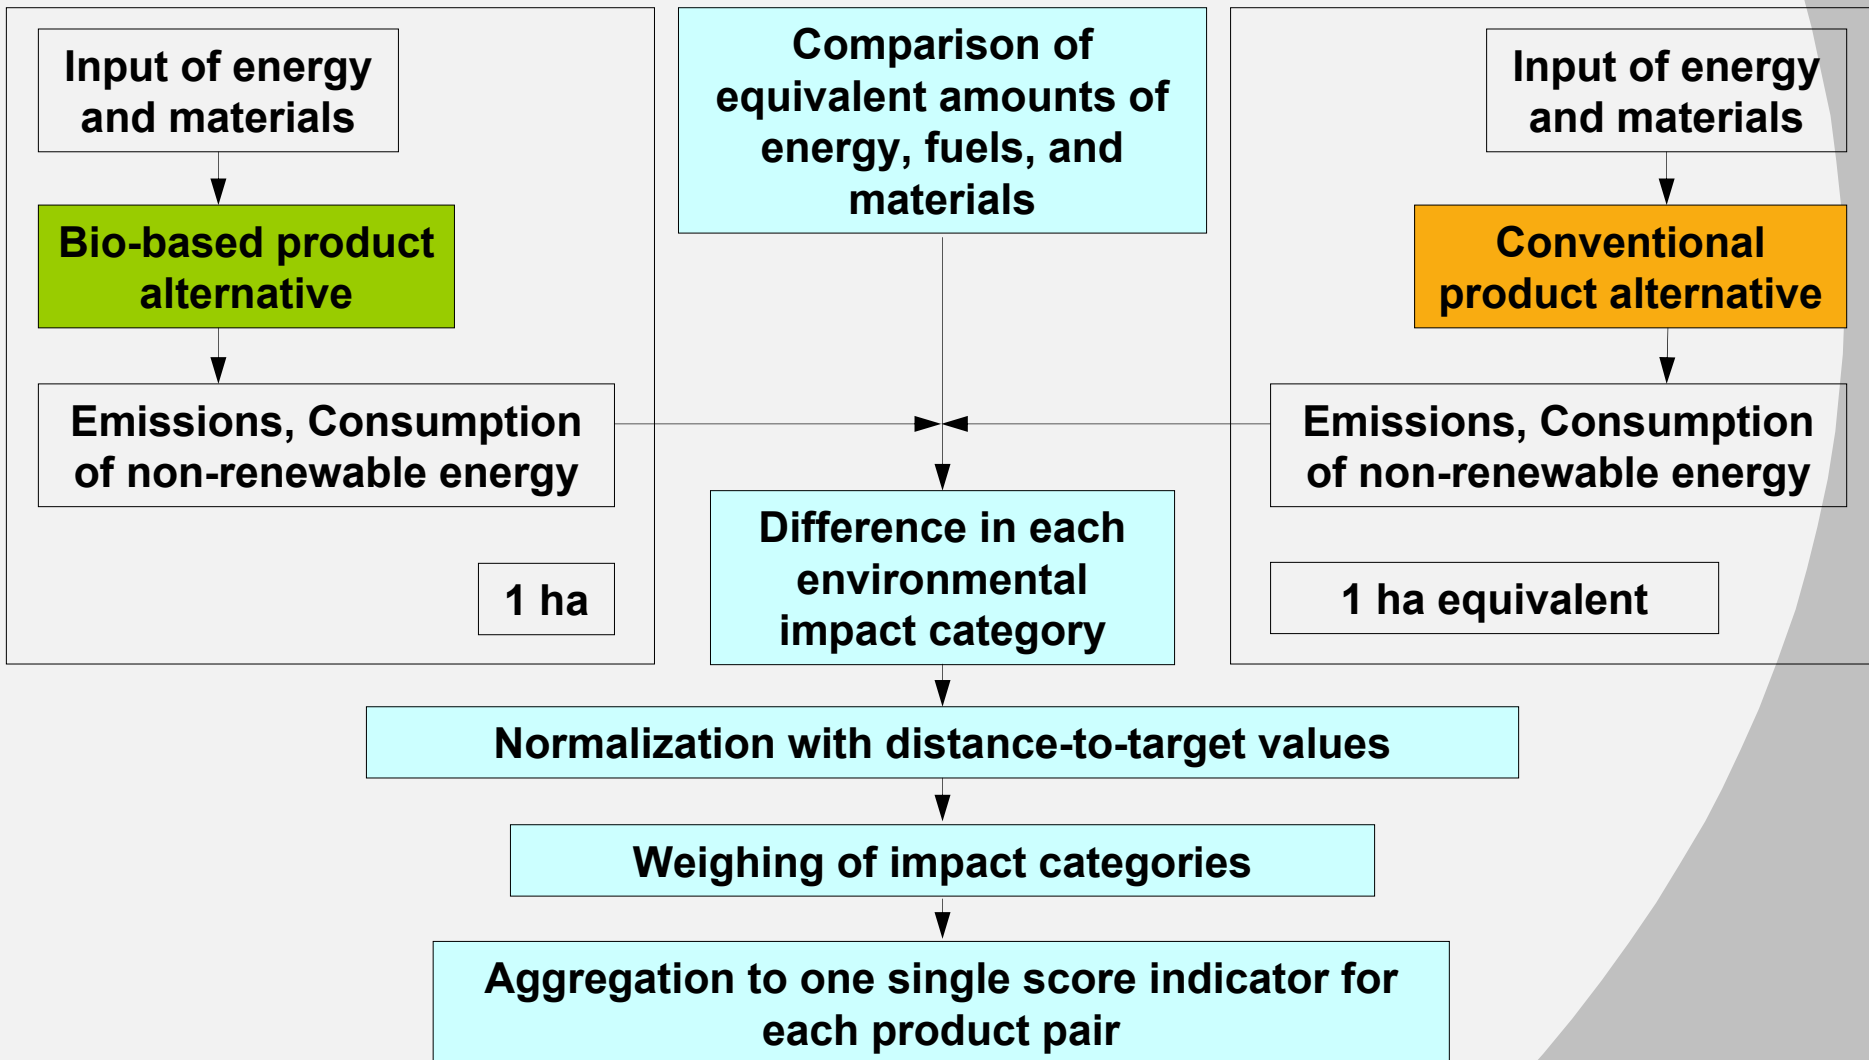 Input of energy
and materials
Bio-based product
alternative
Emissions, Consumption
of non-renewable energy
1 ha
Comparison of
equivalent amounts of
energy, fuels, and
materials
Input of energy
and materials
Conventional
product alternative
Emissions, Consumption
of non-renewable energy
1 ha equivalent
Difference in each
environmental
impact category
Normalization with distance-to-target values
Weighing of impact categories
Aggregation to one single score indicator for
each product pair